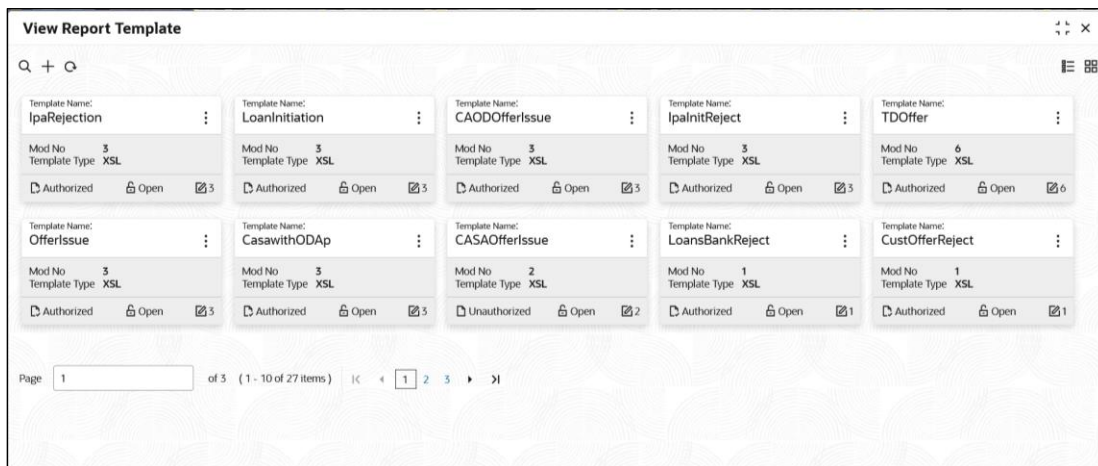 View Report Template
Template Name: Template Name: Template Name: Template Name: Template Name:
IpaRejection LoanInitiation CAODOfferIssue IpaInitReject TDOffer
Mod No 3 Mod No 3 Mod No 3 Mod No 3 Mod No 6
Template Type XSL Template Type XSL Template Type XSL Template Type XSL Template Type XSL
Authorized Open 3 Authorized Open 3 Authorized Open 3 Authorized Open 3 Authorized Open 6
Template Name: Template Name: Template Name: Template Name: Template Name:
OfferIssue CasawithODAp CASAOfferIssue LoansBankReject CustOfferReject
Mod No 3 Mod No 3 Mod No 2 Mod No 1 Mod No 1
Template Type XSL Template Type XSL Template Type XSL Template Type XSL Template Type XSL
Authorized Open 3 Authorized Open 3 Unauthorized Open 2 Authorized Open 1 Authorized Open 1
Page 1 of 3 ( 1 - 10 of 27 items ) 1 2 3